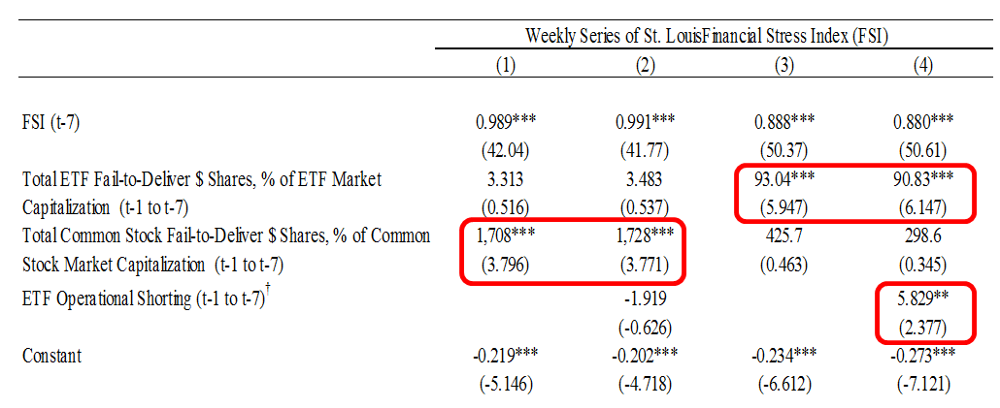 Weekly Series of St. LouisFinancial Stress Index (FSI)
(1) (2) (3) (4)
FSI (t-7) 0.989*** 0.991*** 0.888*** 0.880***
(42.04) (41.77) (50.37) (50.61)
Total ETF Fail-to-Deliver $ Shares, % of ETF Market 3.313 3.483 93.04*** 90.83***
Capitalization (t-1 to t-7) (0.516) (0.537) (5.947) (6.147)
Total Common Stock Fail-to-Deliver $ Shares, % of Common 1,708*** 1,728*** 425.7 298.6
Stock Market Capitalization (t-1 to t-7) (3.796) (3.771) (0.463) (0.345)
ETF Operational Shorting (t-1 to t-7)† -1.919 5.829**
(-0.626) (2.377)
Constant -0.219*** -0.202*** -0.234*** -0.273***
(-5.146) (-4.718) (-6.612) (-7.121)